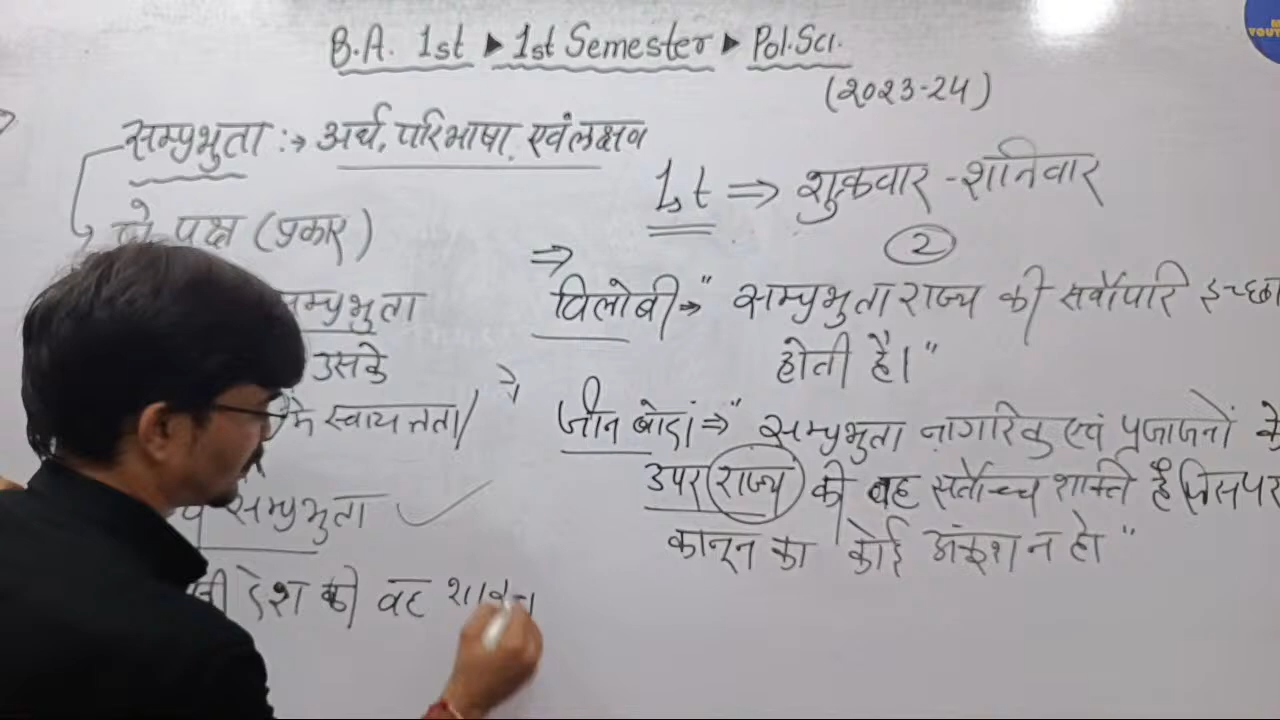 B.A. 1st ▶ 1st Semester ▶ Pol.Sci.
(2023-24)
सम्प्रभुता :→ अर्थ, परिभाषा एवं लक्षण
1st ⇒ शुक्रवार - शनिवार
पक्ष (प्रकार)
②
⇒
विलोबी → " सम्प्रभुता राज्य की सर्वोपरि इच्छा
होती है।"
सम्प्रभुता
उसके
के स्वायत्तता/
जीन बोदां ⇒ " सम्प्रभुता नागरिक एवं प्रजाजनों के
उपर राज्य की वह सर्वोच्च शक्ति है जिसपर
कानून का कोई अंकुश न हो "
सम्प्रभुता ✓
देश की वह
YOUT